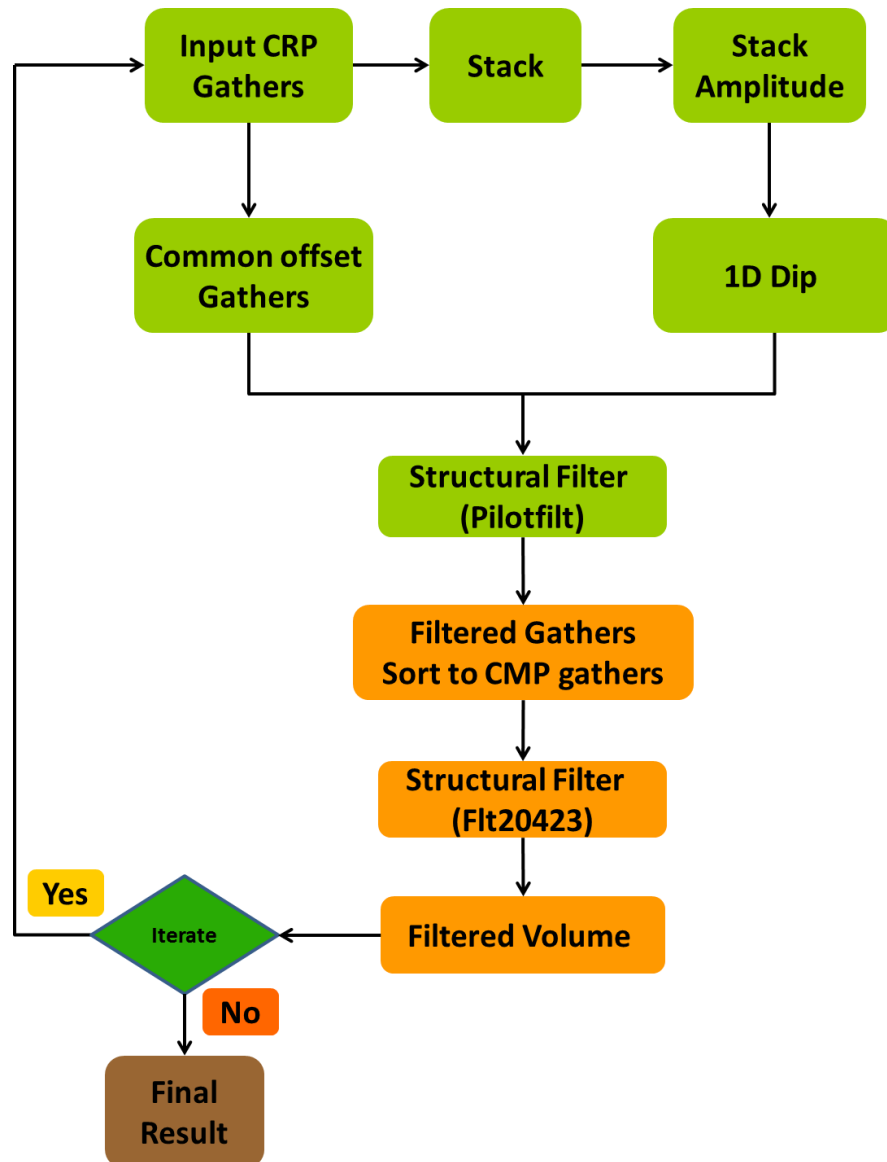 Input CRP
Gathers
Stack
Stack
Amplitude
Common offset
Gathers
1D Dip
Structural Filter
(Pilotfilt)
Filtered Gathers
Sort to CMP gathers
Structural Filter
(Flt20423)
Filtered Volume
Iterate
Yes
No
Final
Result